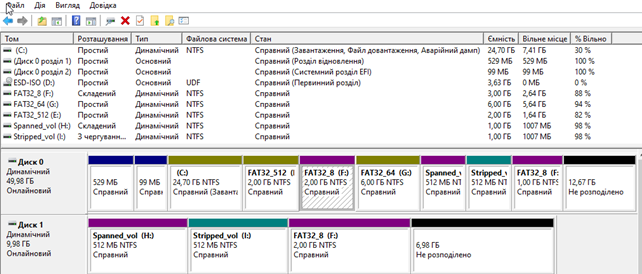 Файл Дія Вигляд Довідка
Том Розташування Тип Файлова система Стан Ємність Вільне місце % Вільно
(C:) Простий Динамічний NTFS Справний (Завантаження, Файл довантаження, Аварійний дамп) 24,70 ГБ 7,41 ГБ 30 %
(Диск 0 розділ 1) Простий Основний Справний (Розділ відновлення) 529 МБ 529 МБ 100 %
(Диск 0 розділ 2) Простий Основний Справний (Системний розділ EFI) 99 МБ 99 МБ 100 %
ESD-ISO (D:) Простий Основний UDF Справний (Первинний розділ) 3,63 ГБ 0 МБ 0 %
FAT32_8 (F:) Складений Динамічний NTFS Справний 3,00 ГБ 2,64 ГБ 88 %
FAT32_64 (G:) Простий Динамічний NTFS Справний 6,00 ГБ 5,64 ГБ 94 %
FAT32_512 (E:) Простий Динамічний NTFS Справний 2,00 ГБ 1,64 ГБ 82 %
Spanned_vol (H:) Складений Динамічний NTFS Справний 1,00 ГБ 1007 МБ 98 %
Stripped_vol (I:) З чергуванн... Динамічний NTFS Справний 1,00 ГБ 1007 МБ 98 %
Диск 0
Динамічний
49,98 ГБ
Онлайновий
529 МБ
Справний
99 МБ
Справн
(C:)
24,70 ГБ NTFS
Справний (Заванта
FAT32_512 (I
2,00 ГБ NTFS
Справний
FAT32_8 (F:)
2,00 ГБ NTFS
Справний
FAT32_64 (G:)
6,00 ГБ NTFS
Справний
Spanned_v
512 МБ NT
Справний
Stripped_v
512 МБ NT
Справний
FAT32_8 (F:
1,00 ГБ NTFS
Справний
12,67 ГБ
Не розподілено
Диск 1
Динамічний
9,98 ГБ
Онлайновий
Spanned_vol (H:)
512 МБ NTFS
Справний
Stripped_vol (I:)
512 МБ NTFS
Справний
FAT32_8 (F:)
2,00 ГБ NTFS
Справний
6,98 ГБ
Не розподілено